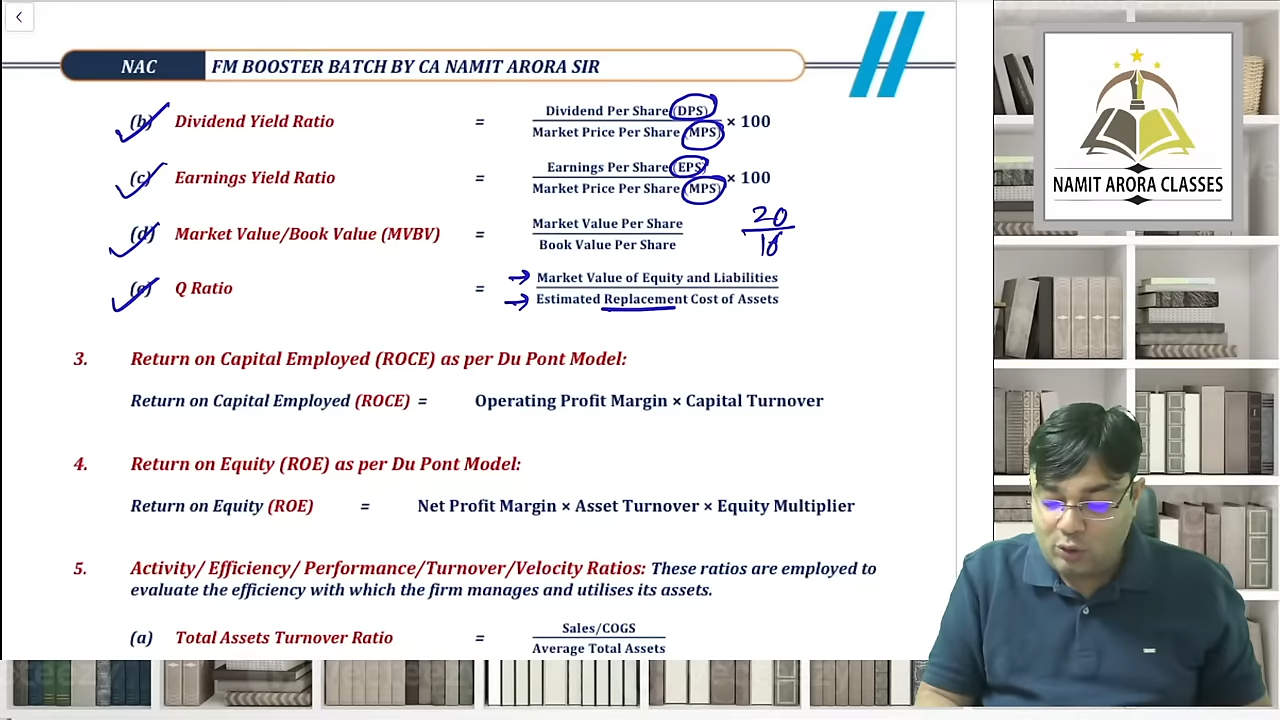 NAC FM BOOSTER BATCH BY CA NAMIT ARORA SIR
(b) Dividend Yield Ratio = Dividend Per Share (DPS)
Market Price Per Share (MPS) × 100
(c) Earnings Yield Ratio = Earnings Per Share (EPS)
Market Price Per Share (MPS) × 100
(d) Market Value/Book Value (MVBV) = Market Value Per Share
Book Value Per Share
20
10
(e) Q Ratio = Market Value of Equity and Liabilities
Estimated Replacement Cost of Assets
3. Return on Capital Employed (ROCE) as per Du Pont Model:
Return on Capital Employed (ROCE) = Operating Profit Margin × Capital Turnover
4. Return on Equity (ROE) as per Du Pont Model:
Return on Equity (ROE) = Net Profit Margin × Asset Turnover × Equity Multiplier
5. Activity/ Efficiency/ Performance/Turnover/Velocity Ratios: These ratios are employed to
evaluate the efficiency with which the firm manages and utilises its assets.
(a) Total Assets Turnover Ratio = Sales/COGS
Average Total Assets
NAMIT ARORA CLASSES